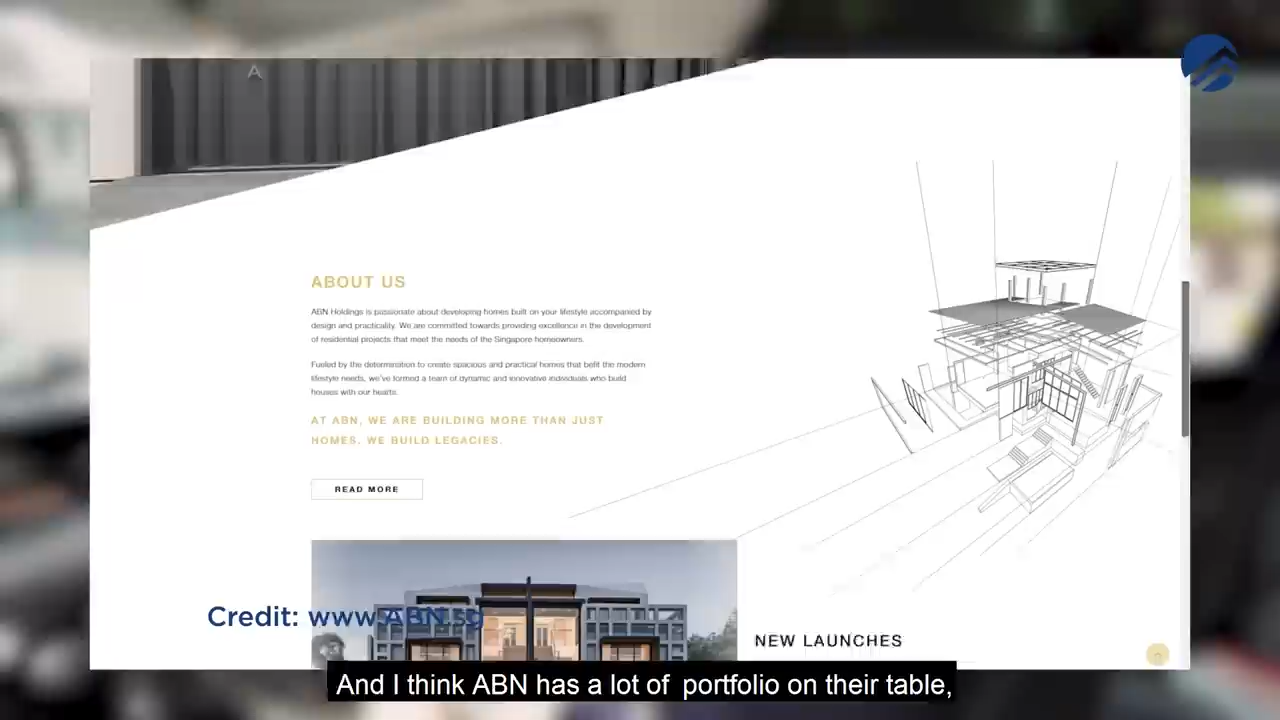 A
ABOUT US
ABN Holdings is passionate about developing homes built on your lifestyle accompanied by
design and practicality. We are committed towards providing excellence in the development
of residential projects that meet the needs of the Singapore homeowners.
Fueled by the determination to create spacious and practical homes that befit the modern
lifestyle needs, we've formed a team of dynamic and innovative individuals who build
houses with our hearts.
AT ABN, WE ARE BUILDING MORE THAN JUST
HOMES. WE BUILD LEGACIES.
READ MORE
Credit: www.ABN.sg
NEW LAUNCHES
And I think ABN has a lot of portfolio on their table,